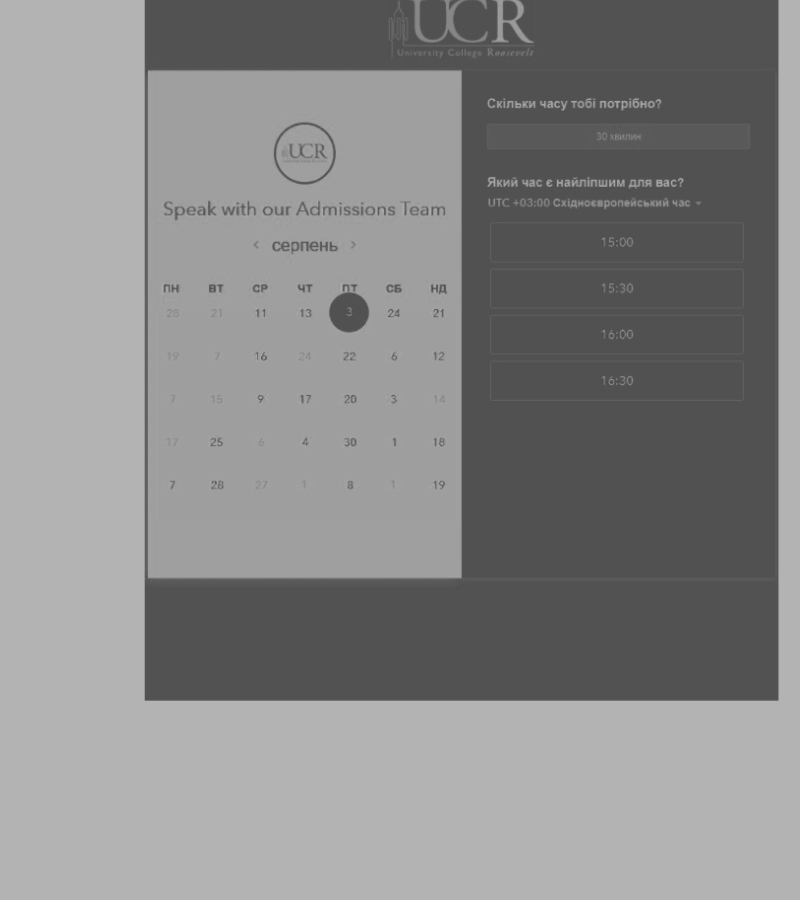 UCR
University College Roosevelt
UCR
Speak with our Admissions Team
серпень
ПН ВТ СР ЧТ ПТ СБ НД
28 21 11 13 3 24 21
19 7 16 24 22 6 12
7 15 9 17 20 3 14
17 25 6 4 30 1 18
7 28 27 1 8 1 19
Скільки часу тобі потрібно?
30 хвилин
Який час є найліпшим для вас?
UTC +03:00 Східноєвропейський час
15:00
15:30
16:00
16:30